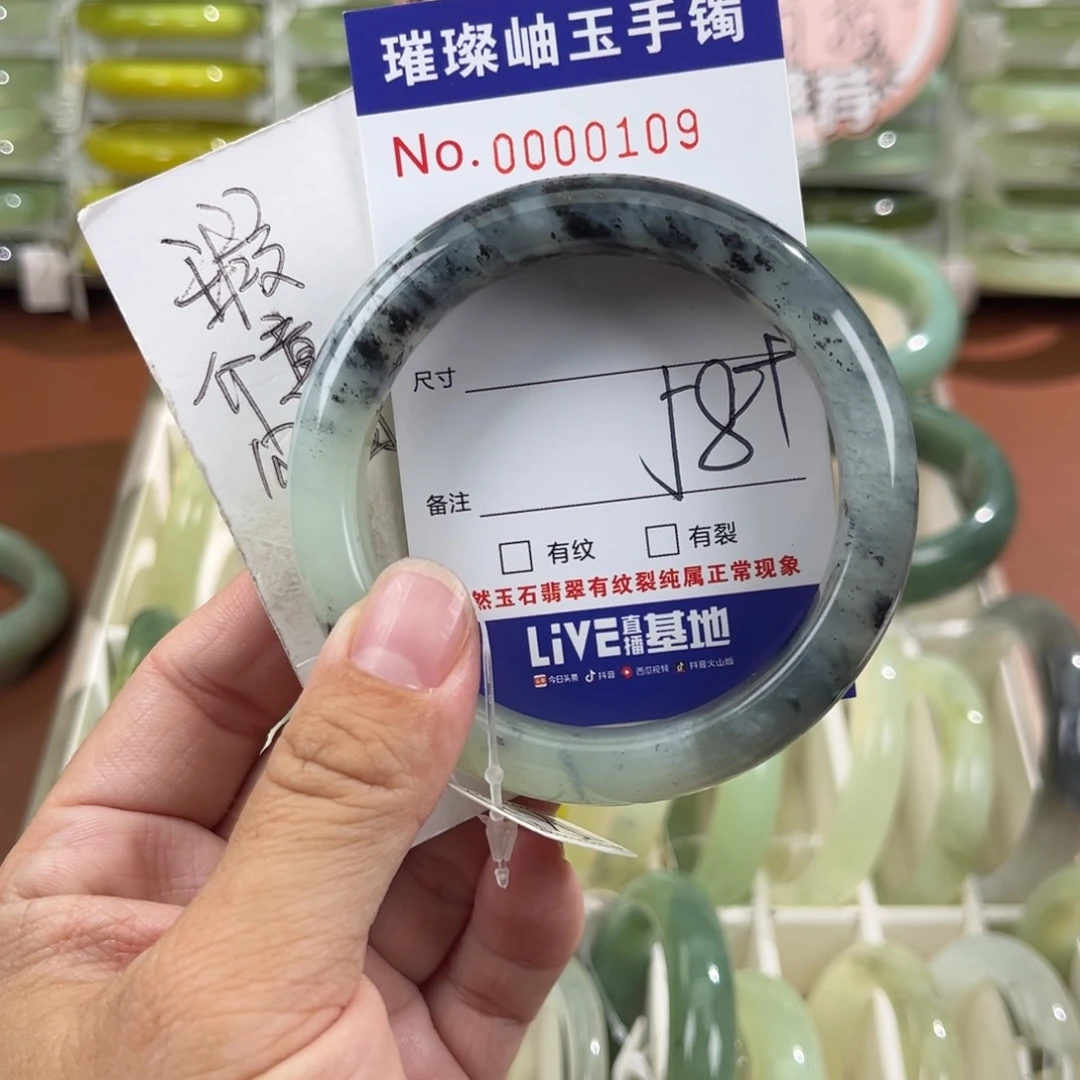 璀璨岫玉手镯
No.0000109
尺寸
备注
有纹 有裂
然玉石翡翠有纹裂纯属正常现象
LiVE直播基地
今日头条 抖音 西瓜视频 抖音火山版
介意